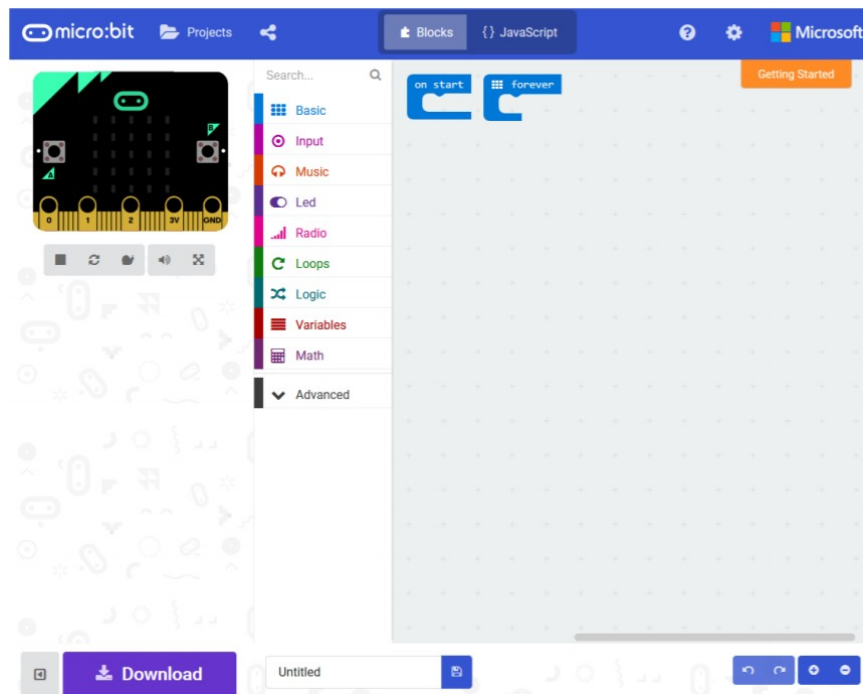 micro:bit Projects Blocks {} JavaScript ? Microsoft
Search...
Basic
Input
Music
Led
Radio
Loops
Logic
Variables
Math
Advanced
on start
forever
Getting Started
B
A
0 1 2 3V GND
Download
Untitled